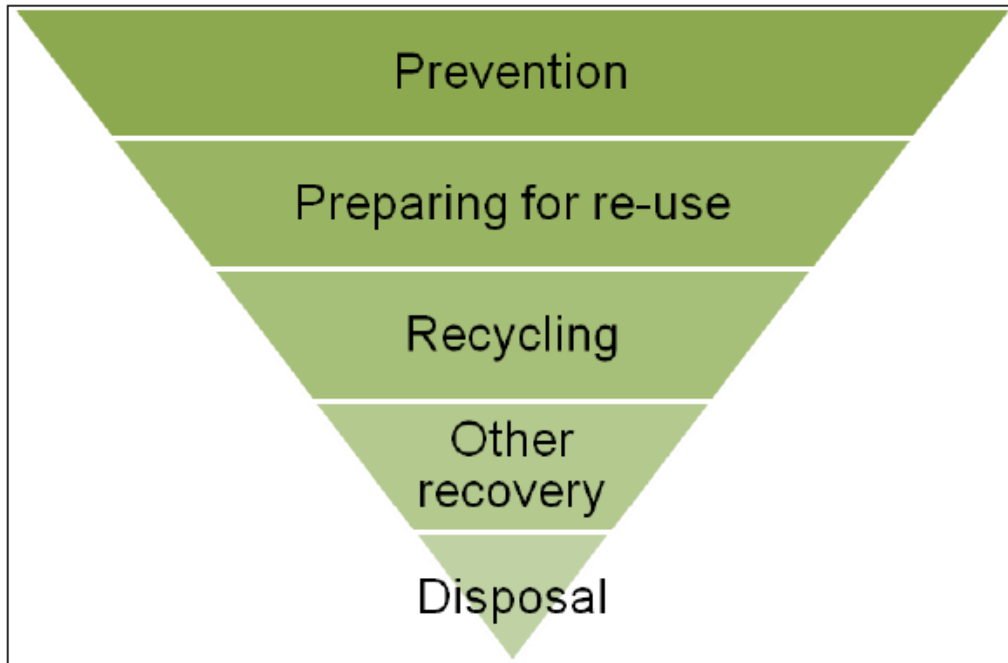 Prevention
Preparing for re-use
Recycling
Other
recovery
Disposal